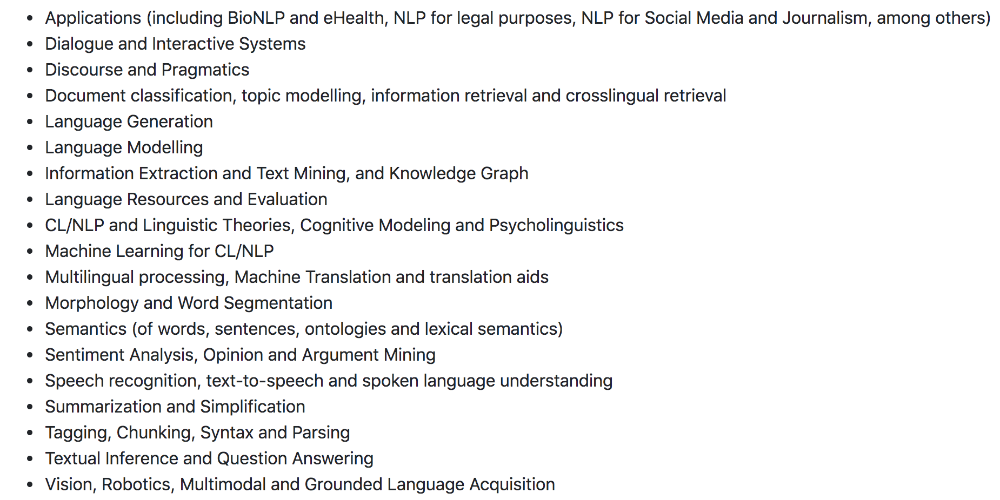 • Applications (including BioNLP and eHealth, NLP for legal purposes, NLP for Social Media and Journalism, among others)
• Dialogue and Interactive Systems
• Discourse and Pragmatics
• Document classification, topic modelling, information retrieval and crosslingual retrieval
• Language Generation
• Language Modelling
• Information Extraction and Text Mining, and Knowledge Graph
• Language Resources and Evaluation
• CL/NLP and Linguistic Theories, Cognitive Modeling and Psycholinguistics
• Machine Learning for CL/NLP
• Multilingual processing, Machine Translation and translation aids
• Morphology and Word Segmentation
• Semantics (of words, sentences, ontologies and lexical semantics)
• Sentiment Analysis, Opinion and Argument Mining
• Speech recognition, text-to-speech and spoken language understanding
• Summarization and Simplification
• Tagging, Chunking, Syntax and Parsing
• Textual Inference and Question Answering
• Vision, Robotics, Multimodal and Grounded Language Acquisition